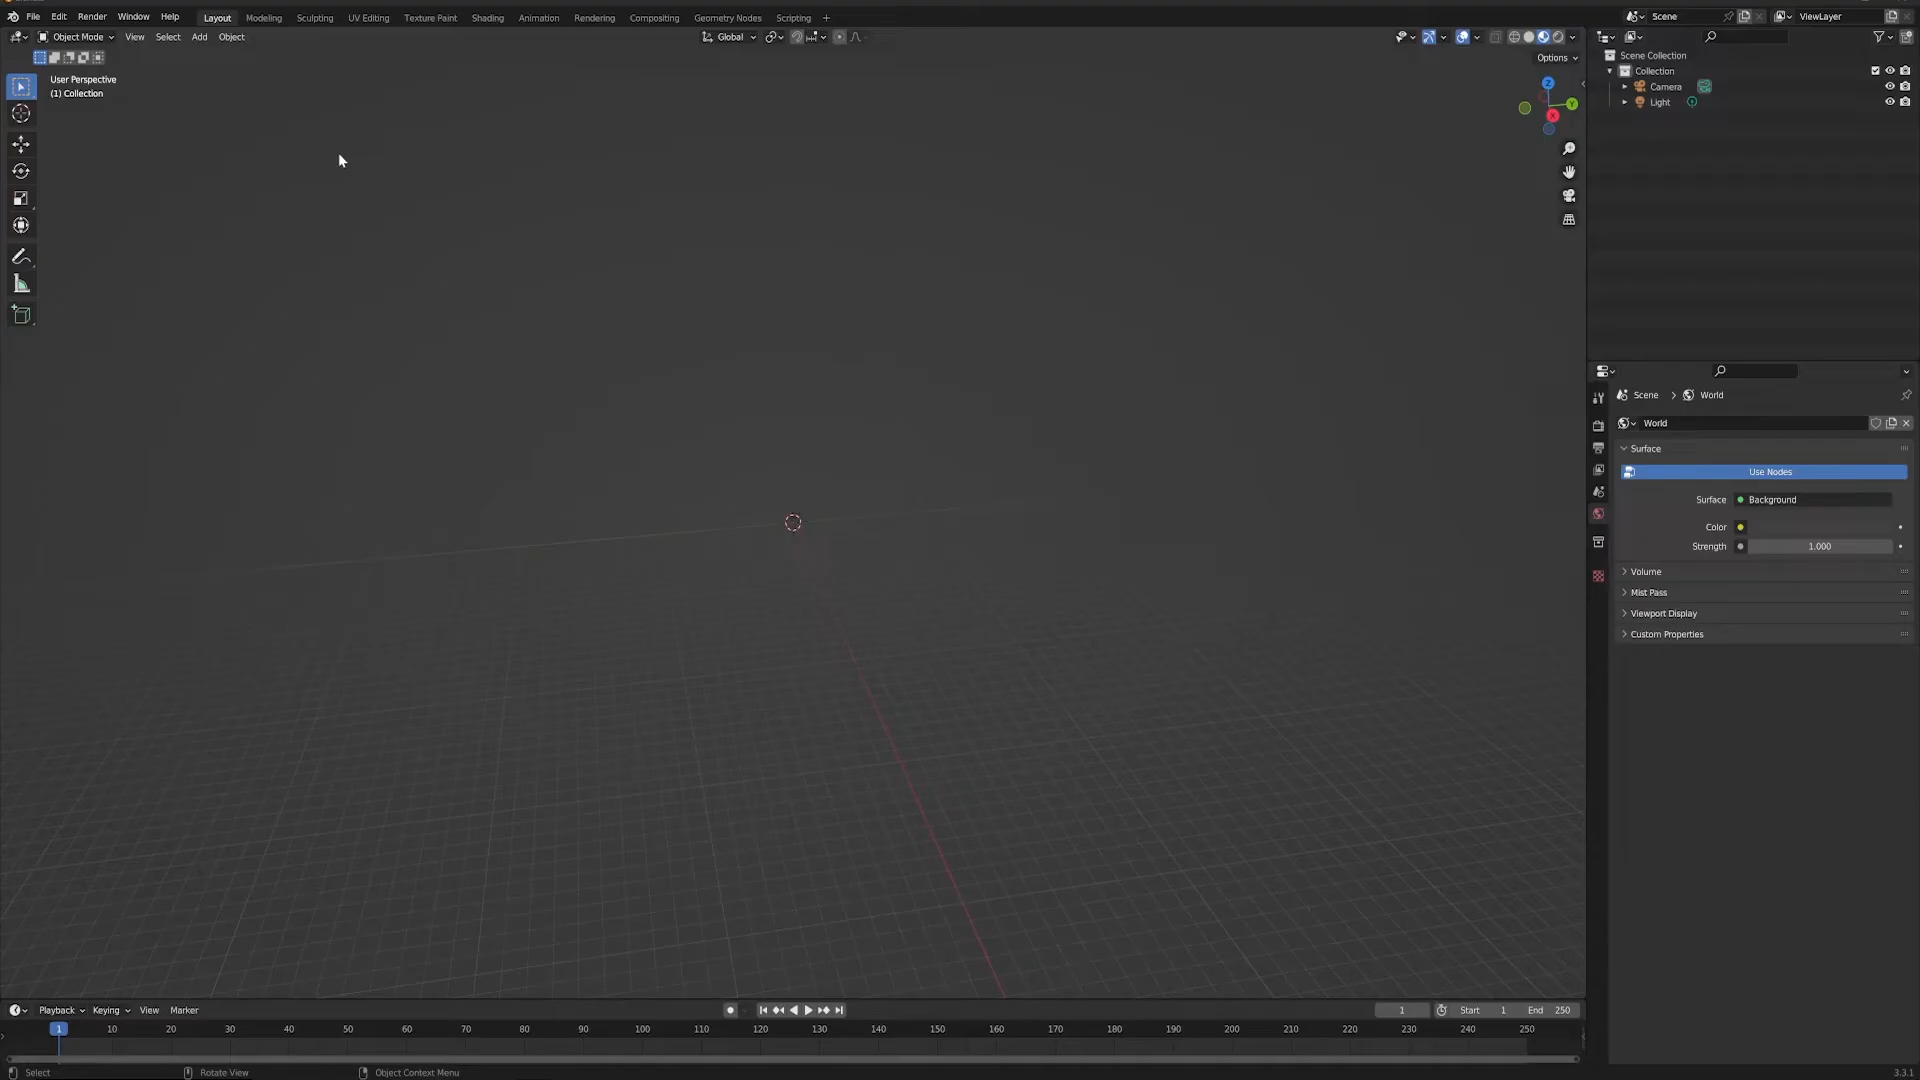 File Edit Render Window Help Layout Modeling Sculpting UV Editing Texture Paint Shading Animation Rendering Compositing Geometry Nodes Scripting + Scene ViewLayer
Object Mode View Select Add Object Global
Options
User Perspective
(1) Collection
Z
Y
X
Scene Collection
Collection
Camera
Light
Scene > World
World
Surface
Use Nodes
Surface Background
Color
Strength 1.000
Volume
Mist Pass
Viewport Display
Custom Properties
Playback Keying View Marker 1 Start 1 End 250
1 10 20 30 40 50 60 70 80 90 100 110 120 130 140 150 160 170 180 190 200 210 220 230 240 250
Select Rotate View Object Context Menu 3.3.1